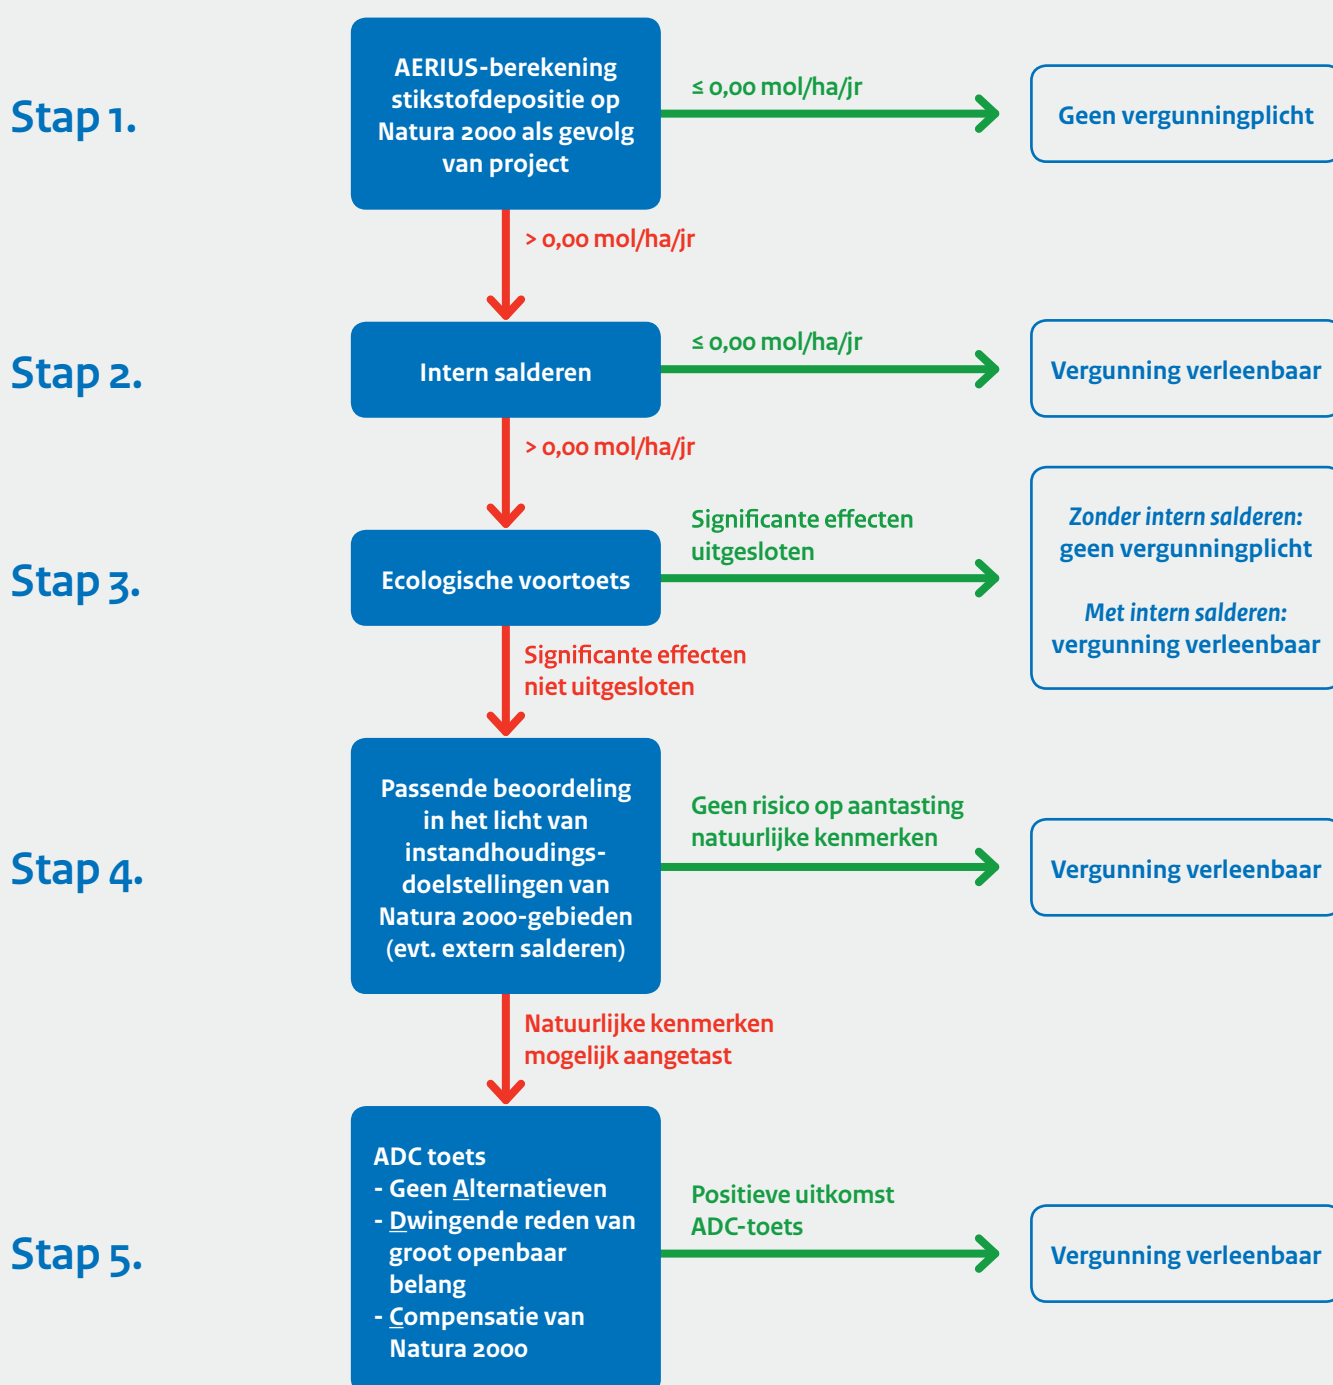 Stap 1.
AERIUS-berekening
stikstofdepositie op
Natura 2000 als gevolg
van project
≤ 0,00 mol/ha/jr
Geen vergunningplicht
> 0,00 mol/ha/jr
Stap 2.
Intern salderen
≤ 0,00 mol/ha/jr
Vergunning verleenbaar
> 0,00 mol/ha/jr
Stap 3.
Ecologische voortoets
Significante effecten
uitgesloten
Zonder intern salderen:
geen vergunningplicht
Met intern salderen:
vergunning verleenbaar
Significante effecten
niet uitgesloten
Stap 4.
Passende beoordeling
in het licht van
instandhoudings-
doelstellingen van
Natura 2000-gebieden
(evt. extern salderen)
Geen risico op aantasting
natuurlijke kenmerken
Vergunning verleenbaar
Natuurlijke kenmerken
mogelijk aangetast
Stap 5.
ADC toets
- Geen Alternatieven
- Dwingende reden van
groot openbaar
belang
- Compensatie van
Natura 2000
Positieve uitkomst
ADC-toets
Vergunning verleenbaar